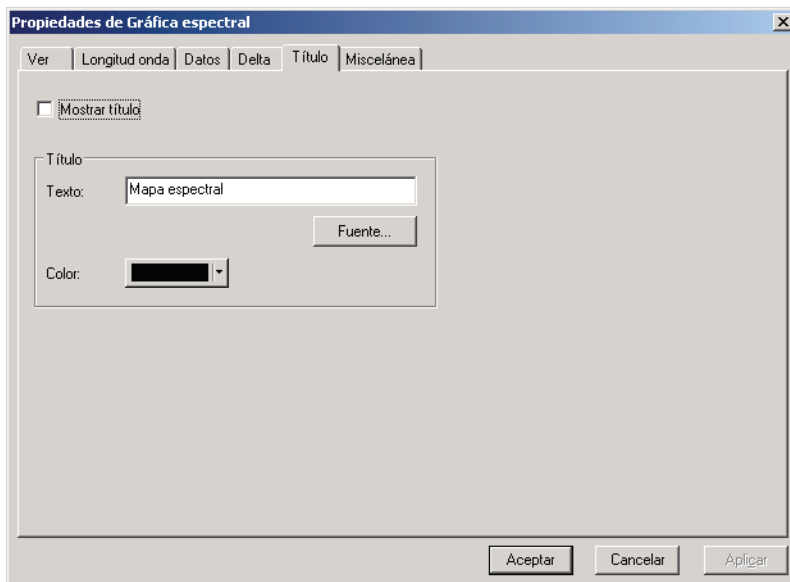 Propiedades de Gráfica espectral
Ver Longitud onda Datos Delta Título Miscelánea
Mostrar título
Título
Texto: Mapa espectral
Fuente...
Color:
Aceptar Cancelar Aplicar